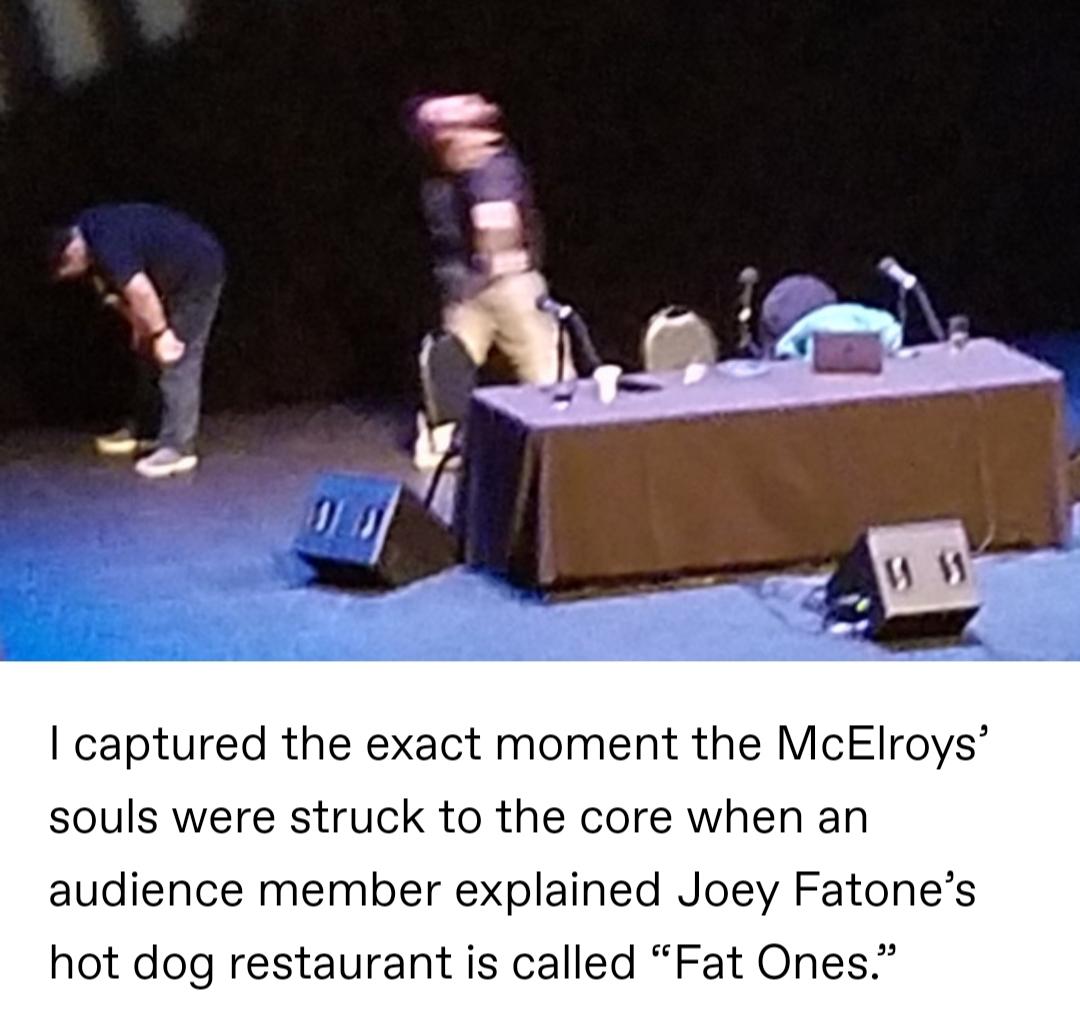 I captured the exact moment the McElroys’
souls were struck to the core when an
audience member explained Joey Fatone’s
hot dog restaurant is called “Fat Ones.”